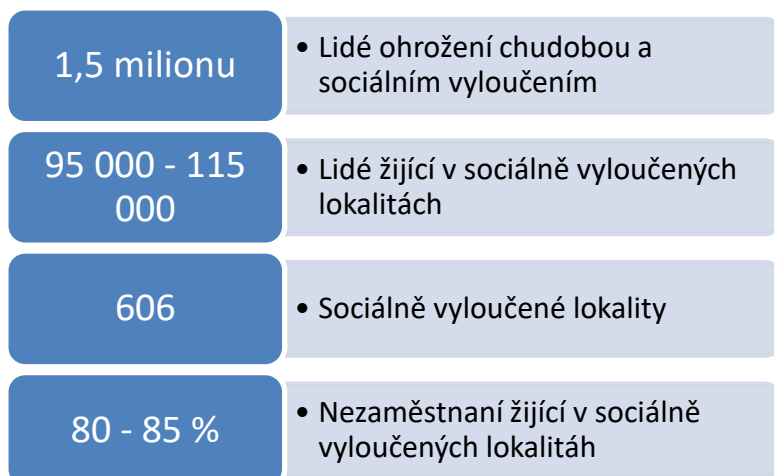 1,5 milionu
• Lidé ohrožení chudobou a
sociálním vyloučením
95 000 - 115
000
• Lidé žijící v sociálně vyloučených
lokalitách
606
• Sociálně vyloučené lokality
80 - 85 %
• Nezaměstnaní žijící v sociálně
vyloučených lokalitáh